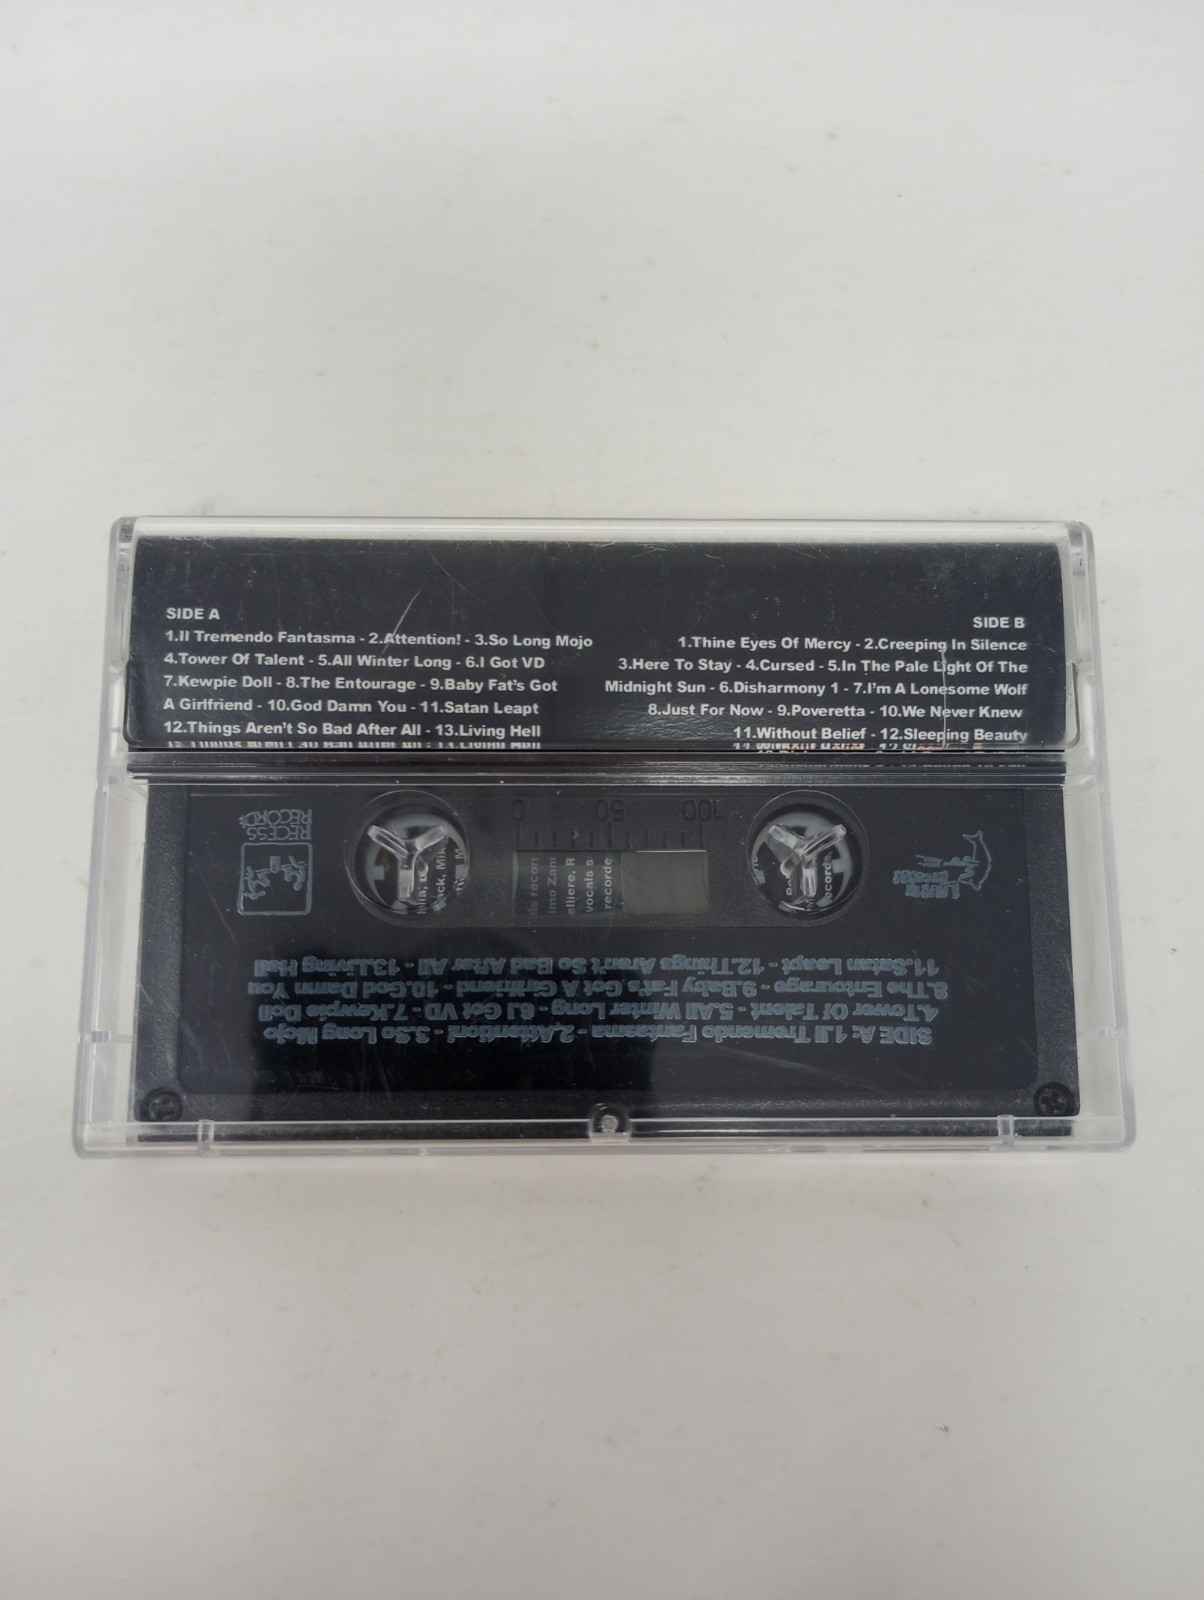 SIDE A
1.Il Tremendo Fantasma - 2.Attention! - 3.So Long Mojo
4.Tower Of Talent - 5.All Winter Long - 6.I Got VD
7.Kewpie Doll - 8.The Entourage - 9.Baby Fat's Got
A Girlfriend - 10.God Damn You - 11.Satan Leapt
12.Things Aren't So Bad After All - 13.Living Hell
SIDE B
1.Thine Eyes Of Mercy - 2.Creeping In Silence
3.Here To Stay - 4.Cursed - 5.In The Pale Light Of The
Midnight Sun - 6.Disharmony 1 - 7.I'm A Lonesome Wolf
8.Just For Now - 9.Poveretta - 10.We Never Knew
11.Without Belief - 12.Sleeping Beauty
SIDE A: 1.Il Tremendo Fantasma - 2.Attention! - 3.So Long Mojo
4.Tower Of Talent - 5.All Winter Long - 6.I Got VD - 7.Kewpie Doll
8.The Entourage - 9.Baby Fat's Got A Girlfriend - 10.God Damn You
11.Satan Leapt - 12.Things Aren't So Bad After All - 13.Living Hell
RECESS
RECORDS
0 50 100
elliere, R
vocals s
recorde
ack, Mik
ecords